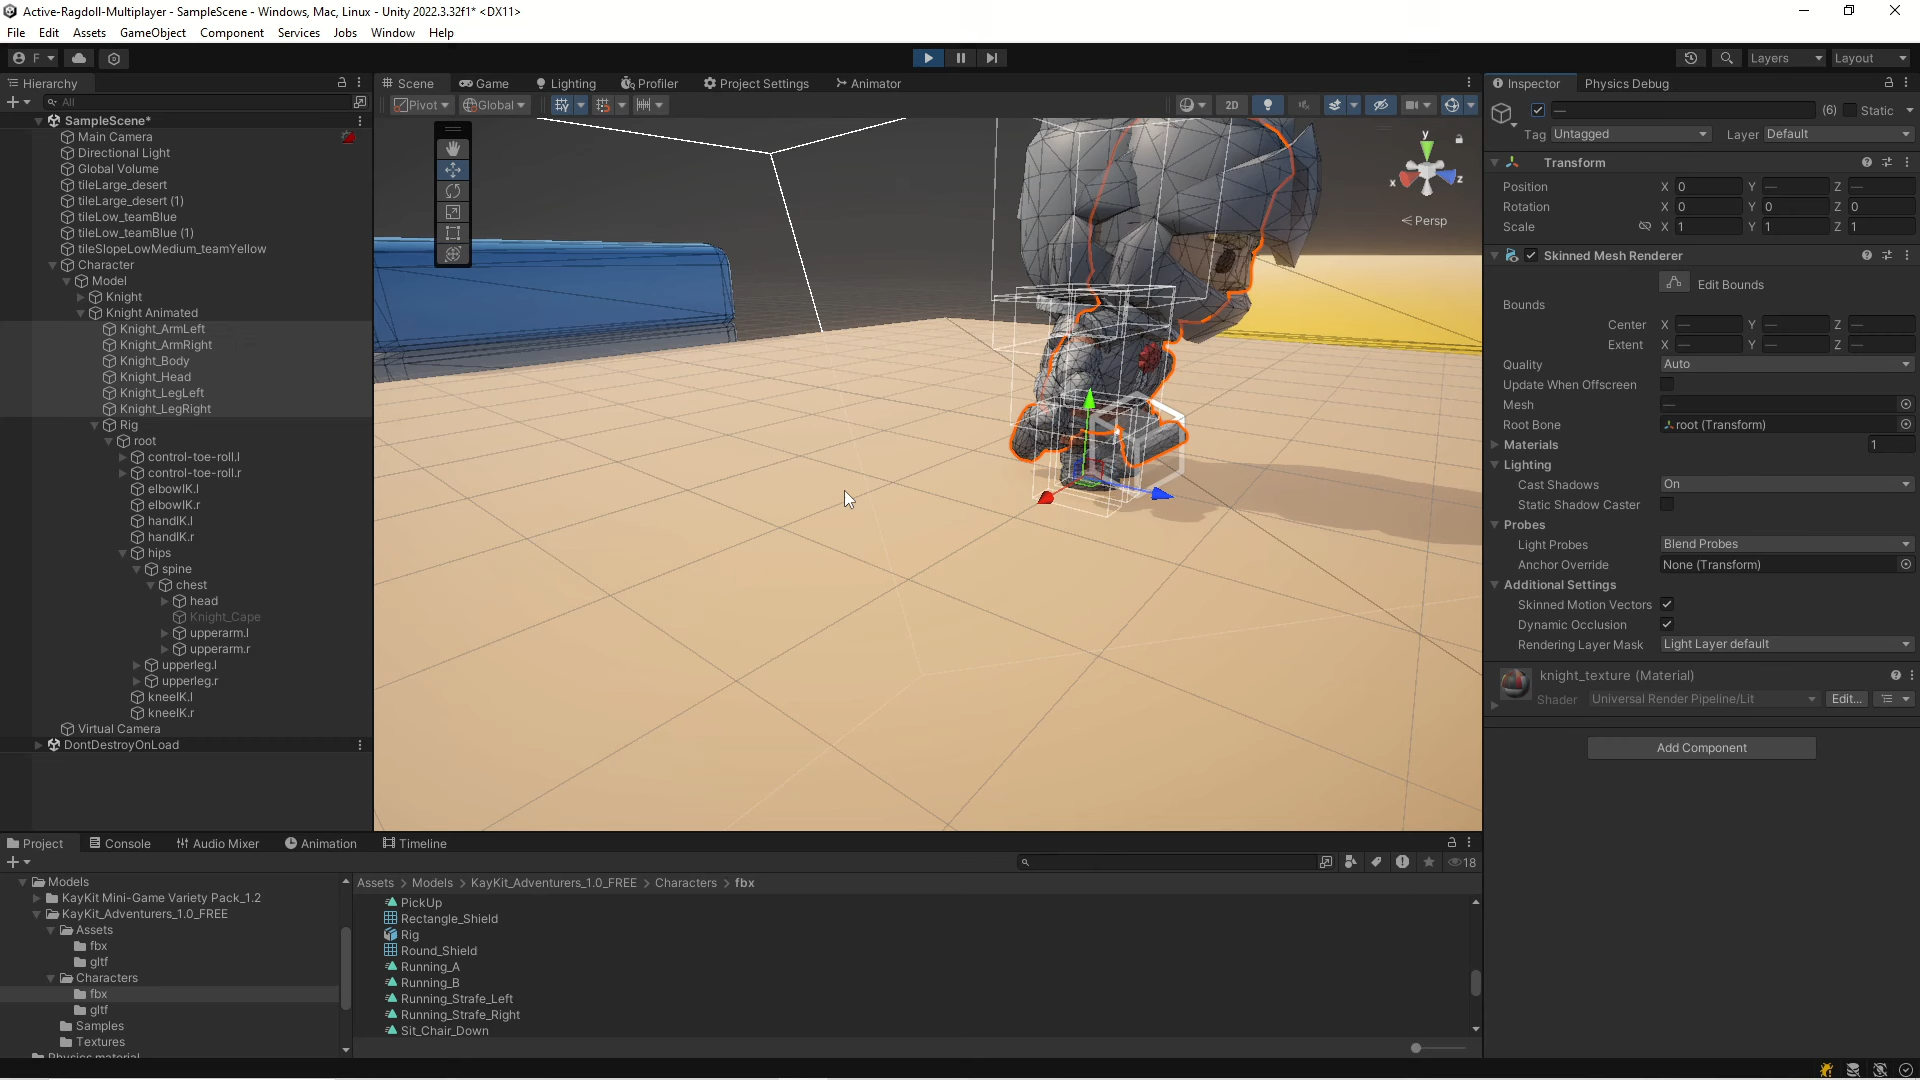 Active-Ragdoll-Multiplayer - SampleScene - Windows, Mac, Linux - Unity 2022.3.32f1* <DX11>
File Edit Assets GameObject Component Services Jobs Window Help
F
Layers
Layout
Hierarchy
All
SampleScene*
Main Camera
Directional Light
Global Volume
tileLarge_desert
tileLarge_desert (1)
tileLow_teamBlue
tileLow_teamBlue (1)
tileSlopeLowMedium_teamYellow
Character
Model
Knight
Knight Animated
Knight_ArmLeft
Knight_ArmRight
Knight_Body
Knight_Head
Knight_LegLeft
Knight_LegRight
Rig
root
control-toe-roll.l
control-toe-roll.r
elbowIK.l
elbowIK.r
handIK.l
handIK.r
hips
spine
chest
head
Knight_Cape
upperarm.l
upperarm.r
upperleg.l
upperleg.r
kneeIK.l
kneeIK.r
Virtual Camera
DontDestroyOnLoad
Scene Game Lighting Profiler Project Settings Animator
Pivot Global 2D
y
x
z
Persp
Inspector Physics Debug
— (6) Static
Tag Untagged Layer Default
Transform
Position X 0 Y — Z —
Rotation X 0 Y 0 Z 0
Scale X 1 Y 1 Z 1
Skinned Mesh Renderer
Edit Bounds
Bounds
Center X — Y — Z —
Extent X — Y — Z —
Quality Auto
Update When Offscreen
Mesh —
Root Bone root (Transform)
Materials 1
Lighting
Cast Shadows On
Static Shadow Caster
Probes
Light Probes Blend Probes
Anchor Override None (Transform)
Additional Settings
Skinned Motion Vectors
Dynamic Occlusion
Rendering Layer Mask Light Layer default
knight_texture (Material)
Shader Universal Render Pipeline/Lit Edit...
Add Component
Project Console Audio Mixer Animation Timeline
18
Models
KayKit Mini-Game Variety Pack_1.2
KayKit_Adventurers_1.0_FREE
Assets
fbx
gltf
Characters
fbx
gltf
Samples
Textures
Physics material
Assets > Models > KayKit_Adventurers_1.0_FREE > Characters > fbx
PickUp
Rectangle_Shield
Rig
Round_Shield
Running_A
Running_B
Running_Strafe_Left
Running_Strafe_Right
Sit_Chair_Down